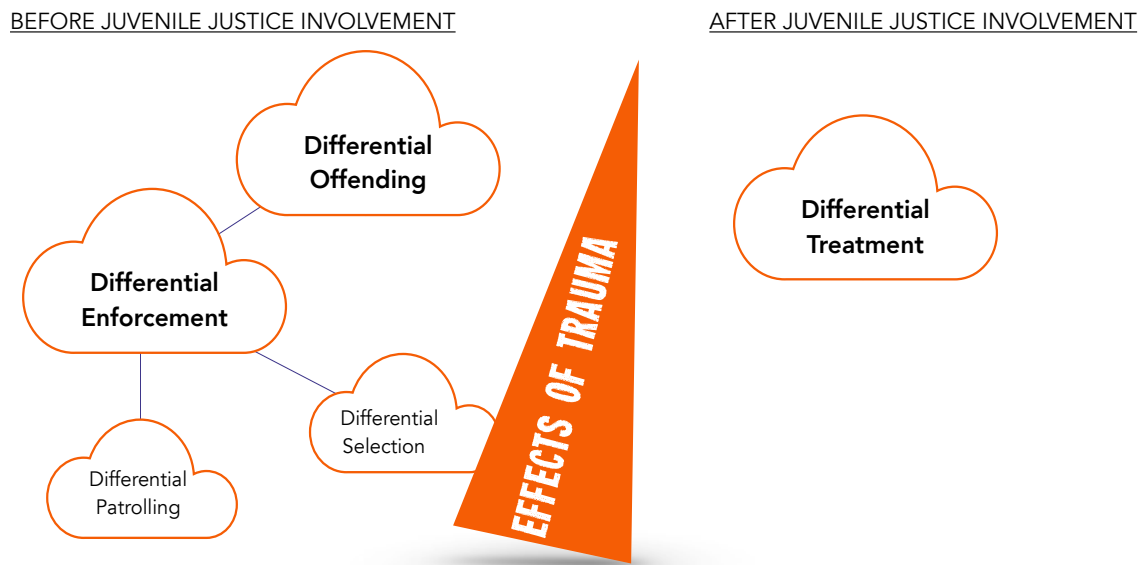 BEFORE JUVENILE JUSTICE INVOLVEMENT
AFTER JUVENILE JUSTICE INVOLVEMENT
Differential
Offending
Differential
Enforcement
Differential
Selection
Differential
Patrolling
EFFECTS OF TRAUMA
Differential
Treatment